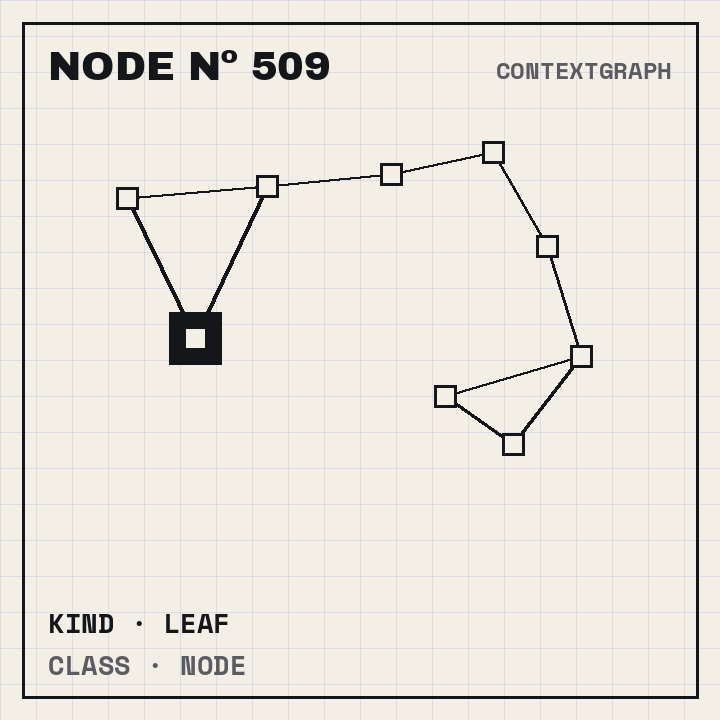 NODE Nº 509
CONTEXTGRAPH
KIND · LEAF
CLASS · NODE